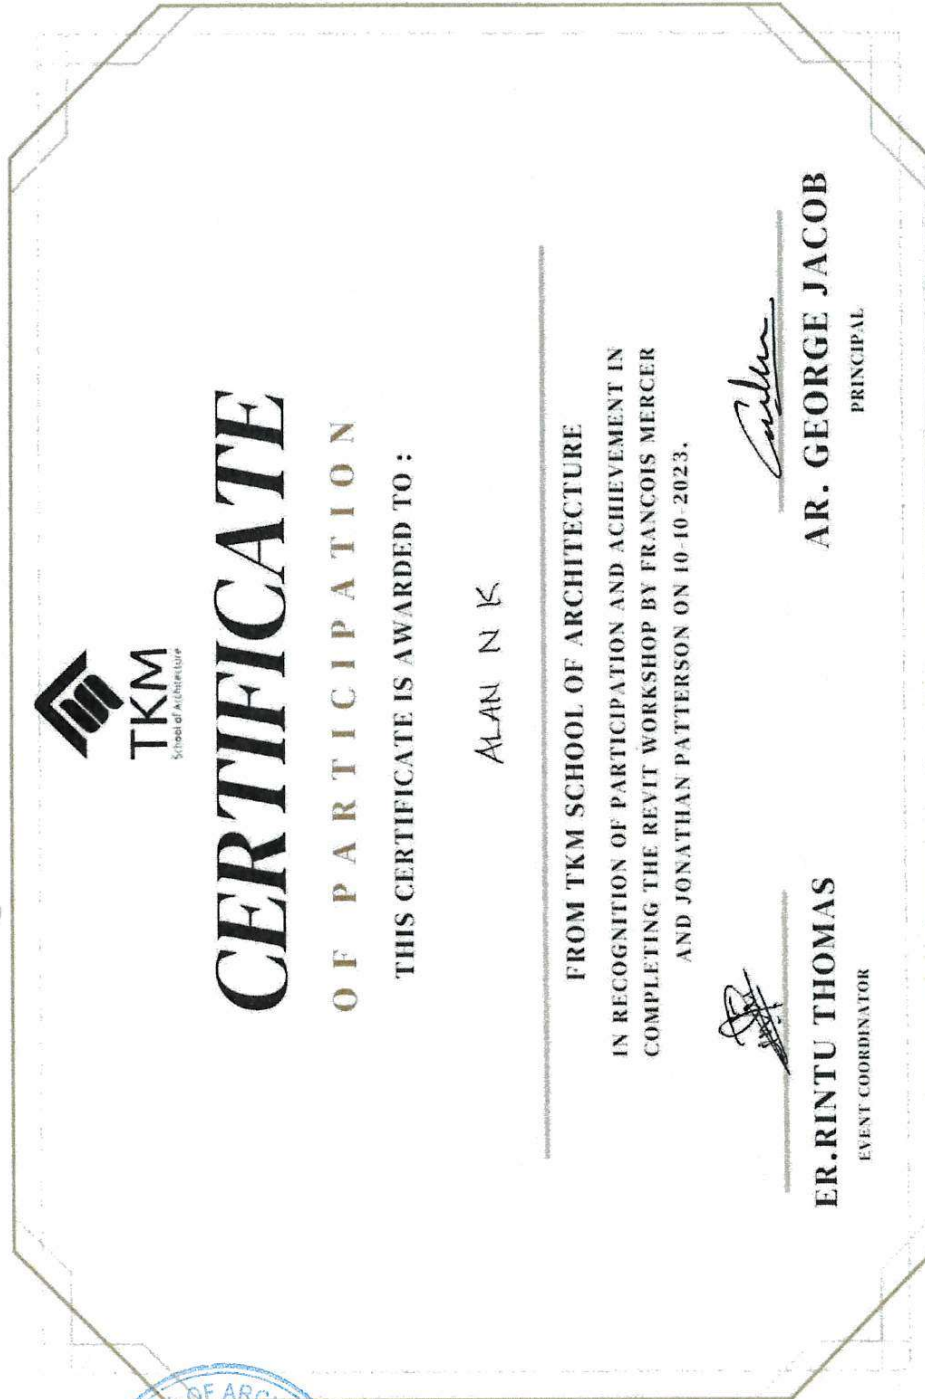 TKM
School of Architecture
CERTIFICATE
OF PARTICIPATION
THIS CERTIFICATE IS AWARDED TO :
ALAN N K
FROM TKM SCHOOL OF ARCHITECTURE
IN RECOGNITION OF PARTICIPATION AND ACHIEVEMENT IN
COMPLETING THE REVIT WORKSHOP BY FRANCOIS MERCER
AND JONATHAN PATTERSON ON 10-10-2023.
ER.RINTU THOMAS
EVENT COORDINATOR
AR. GEORGE JACOB
PRINCIPAL
OF ARC